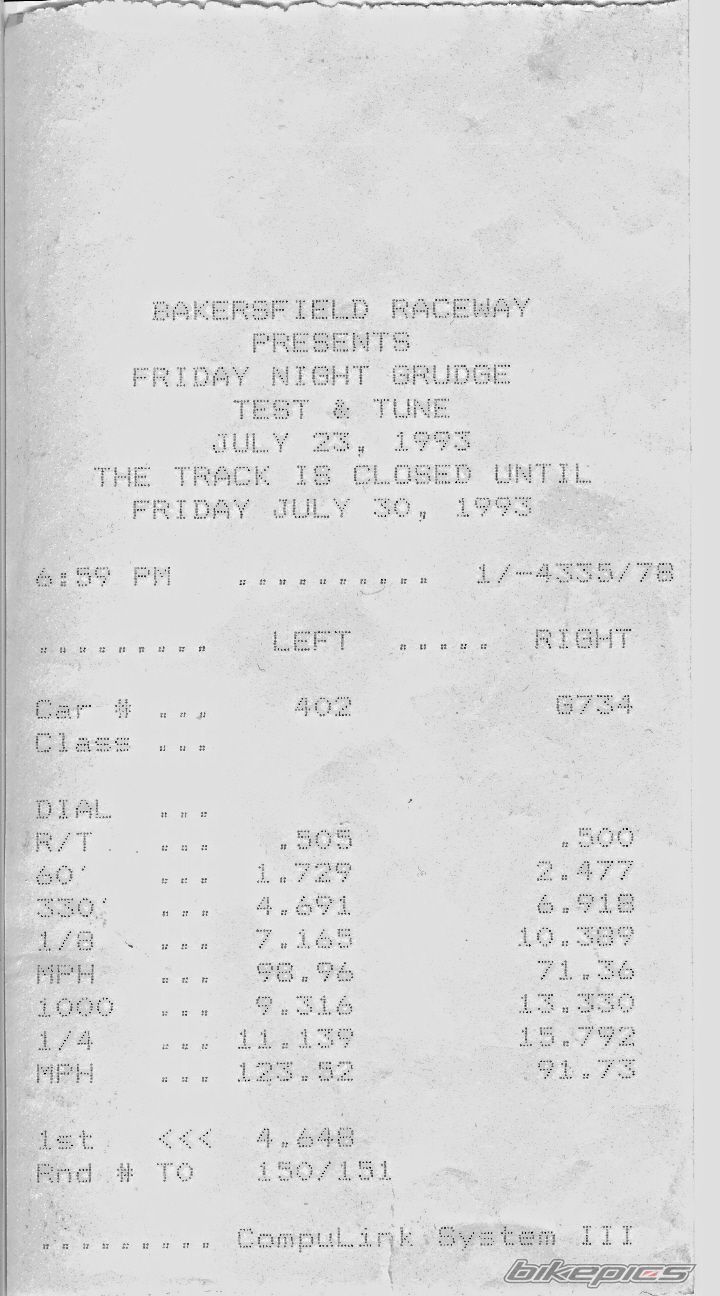 BAKERSFIELD RACEWAY
PRESENTS
FRIDAY NIGHT GRUDGE
TEST & TUNE
JULY 23, 1993
THE TRACK IS CLOSED UNTIL
FRIDAY JULY 30, 1993
6:59 PM .......... 1/-4335/78
......... LEFT ..... RIGHT
Car # ... 402 G734
Class ...
DIAL ...
R/T ... .505 .500
60' ... 1.729 2.477
330' ... 4.691 6.918
1/8 ... 7.165 10.389
MPH ... 98.96 71.36
1000 ... 9.316 13.330
1/4 ... 11.139 15.792
MPH ... 123.52 91.73
1st <<< 4.648
Rnd # TO 150/151
......... CompuLink System III
bikepics